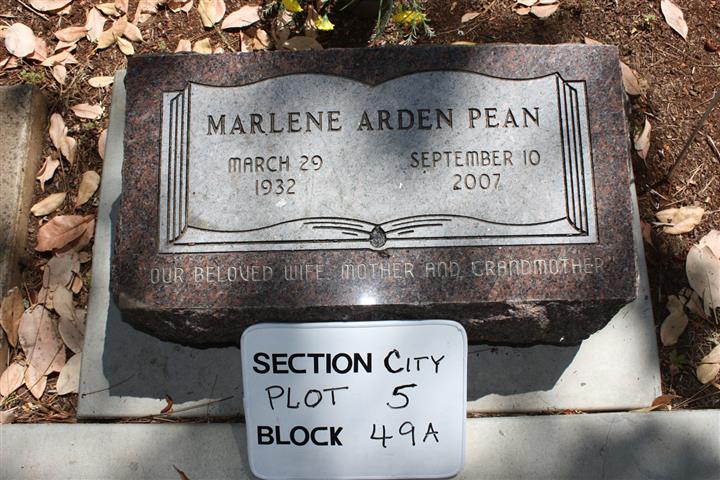 MARLENE ARDEN PEAN
MARCH 29 SEPTEMBER 10
1932 2007
OUR BELOVED WIFE, MOTHER AND GRANDMOTHER
SECTION CITY
PLOT 5
BLOCK 49A